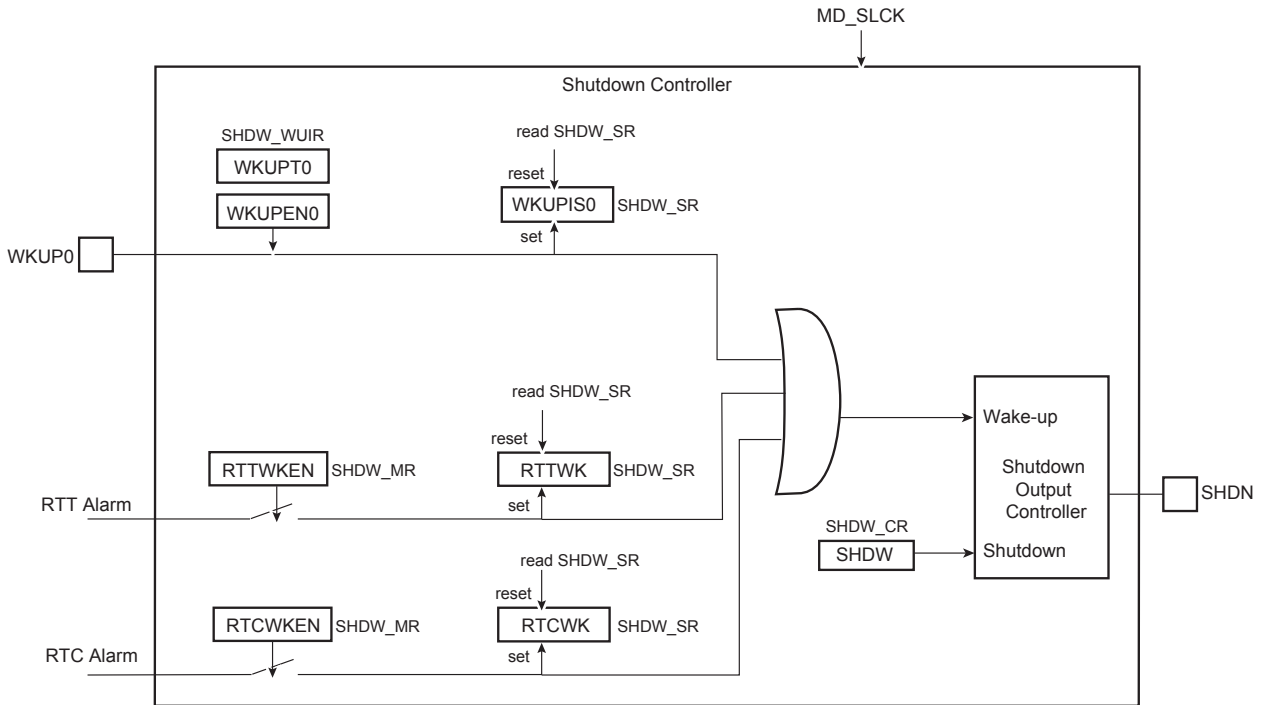 MD_SLCK
Shutdown Controller
SHDW_WUIR
WKUPT0
WKUPEN0
read SHDW_SR
reset
WKUPIS0
SHDW_SR
set
WKUP0
read SHDW_SR
reset
RTTWKEN
SHDW_MR
RTTWK
SHDW_SR
set
RTT Alarm
read SHDW_SR
reset
RTCWKEN
SHDW_MR
RTCWK
SHDW_SR
set
RTC Alarm
Wake-up
Shutdown
Output
Controller
SHDW_CR
SHDW
Shutdown
SHDN